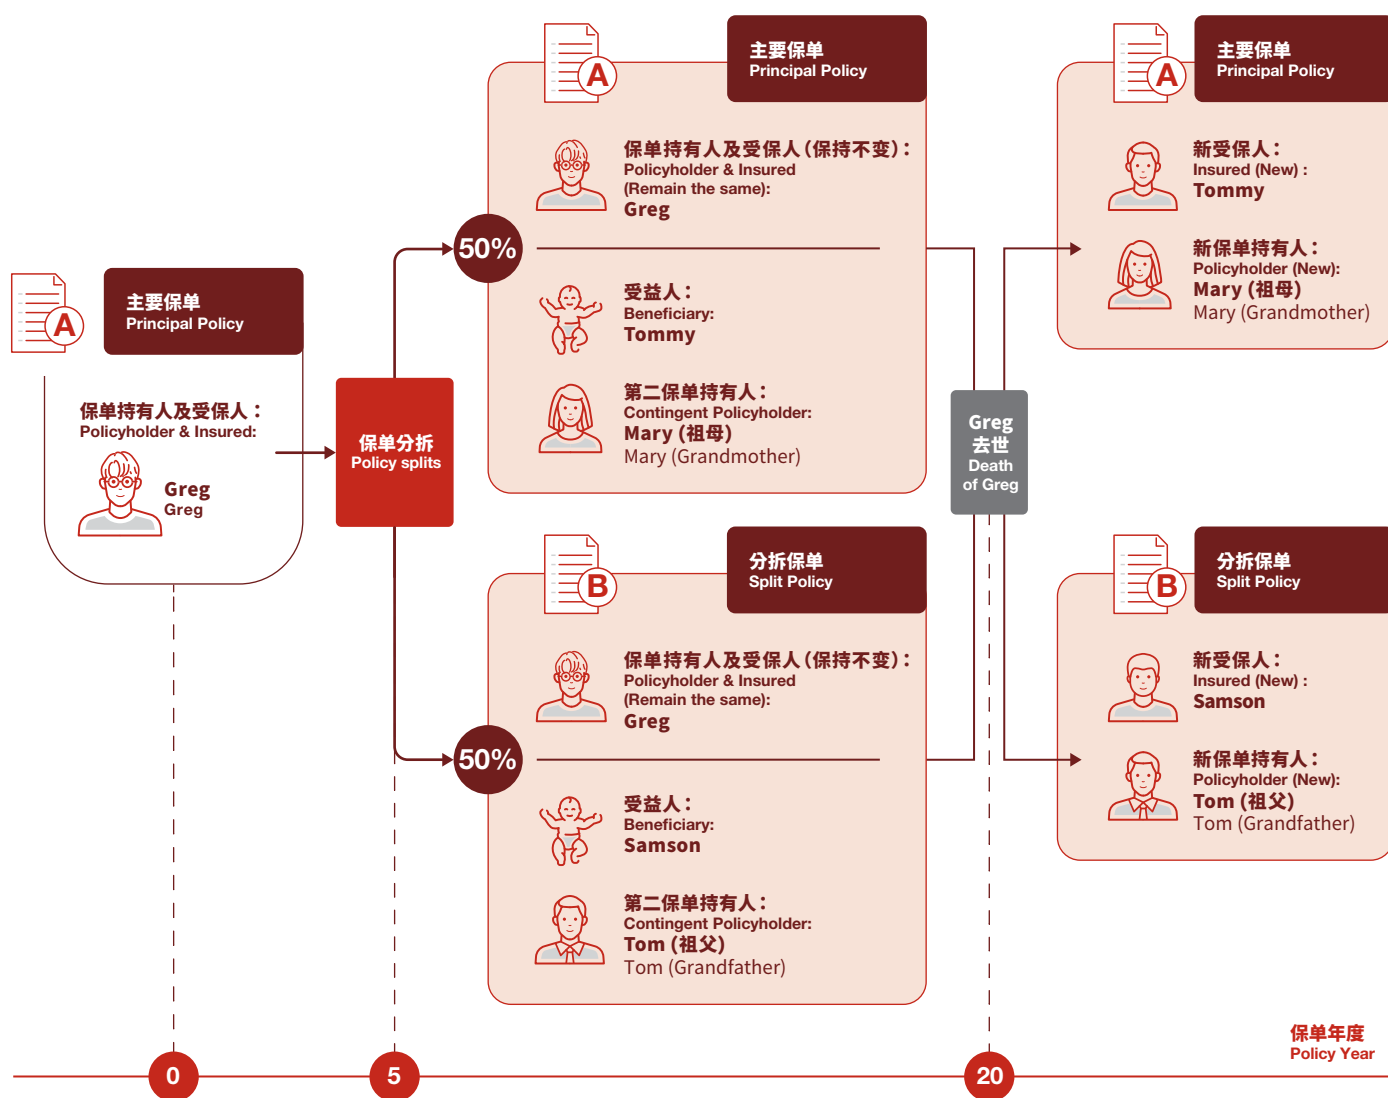 A
主要保单
Principal Policy
保单持有人及受保人：
Policyholder & Insured:
Greg
Greg
保单分拆
Policy splits
50%
A
主要保单
Principal Policy
保单持有人及受保人（保持不变）：
Policyholder & Insured
(Remain the same):
Greg
受益人：
Beneficiary:
Tommy
第二保单持有人：
Contingent Policyholder:
Mary (祖母)
Mary (Grandmother)
50%
B
分拆保单
Split Policy
保单持有人及受保人（保持不变）：
Policyholder & Insured
(Remain the same):
Greg
受益人：
Beneficiary:
Samson
第二保单持有人：
Contingent Policyholder:
Tom (祖父)
Tom (Grandfather)
Greg
去世
Death
of Greg
A
主要保单
Principal Policy
新受保人：
Insured (New) :
Tommy
新保单持有人：
Policyholder (New):
Mary (祖母)
Mary (Grandmother)
B
分拆保单
Split Policy
新受保人：
Insured (New) :
Samson
新保单持有人：
Policyholder (New):
Tom (祖父)
Tom (Grandfather)
保单年度
Policy Year
0
5
20